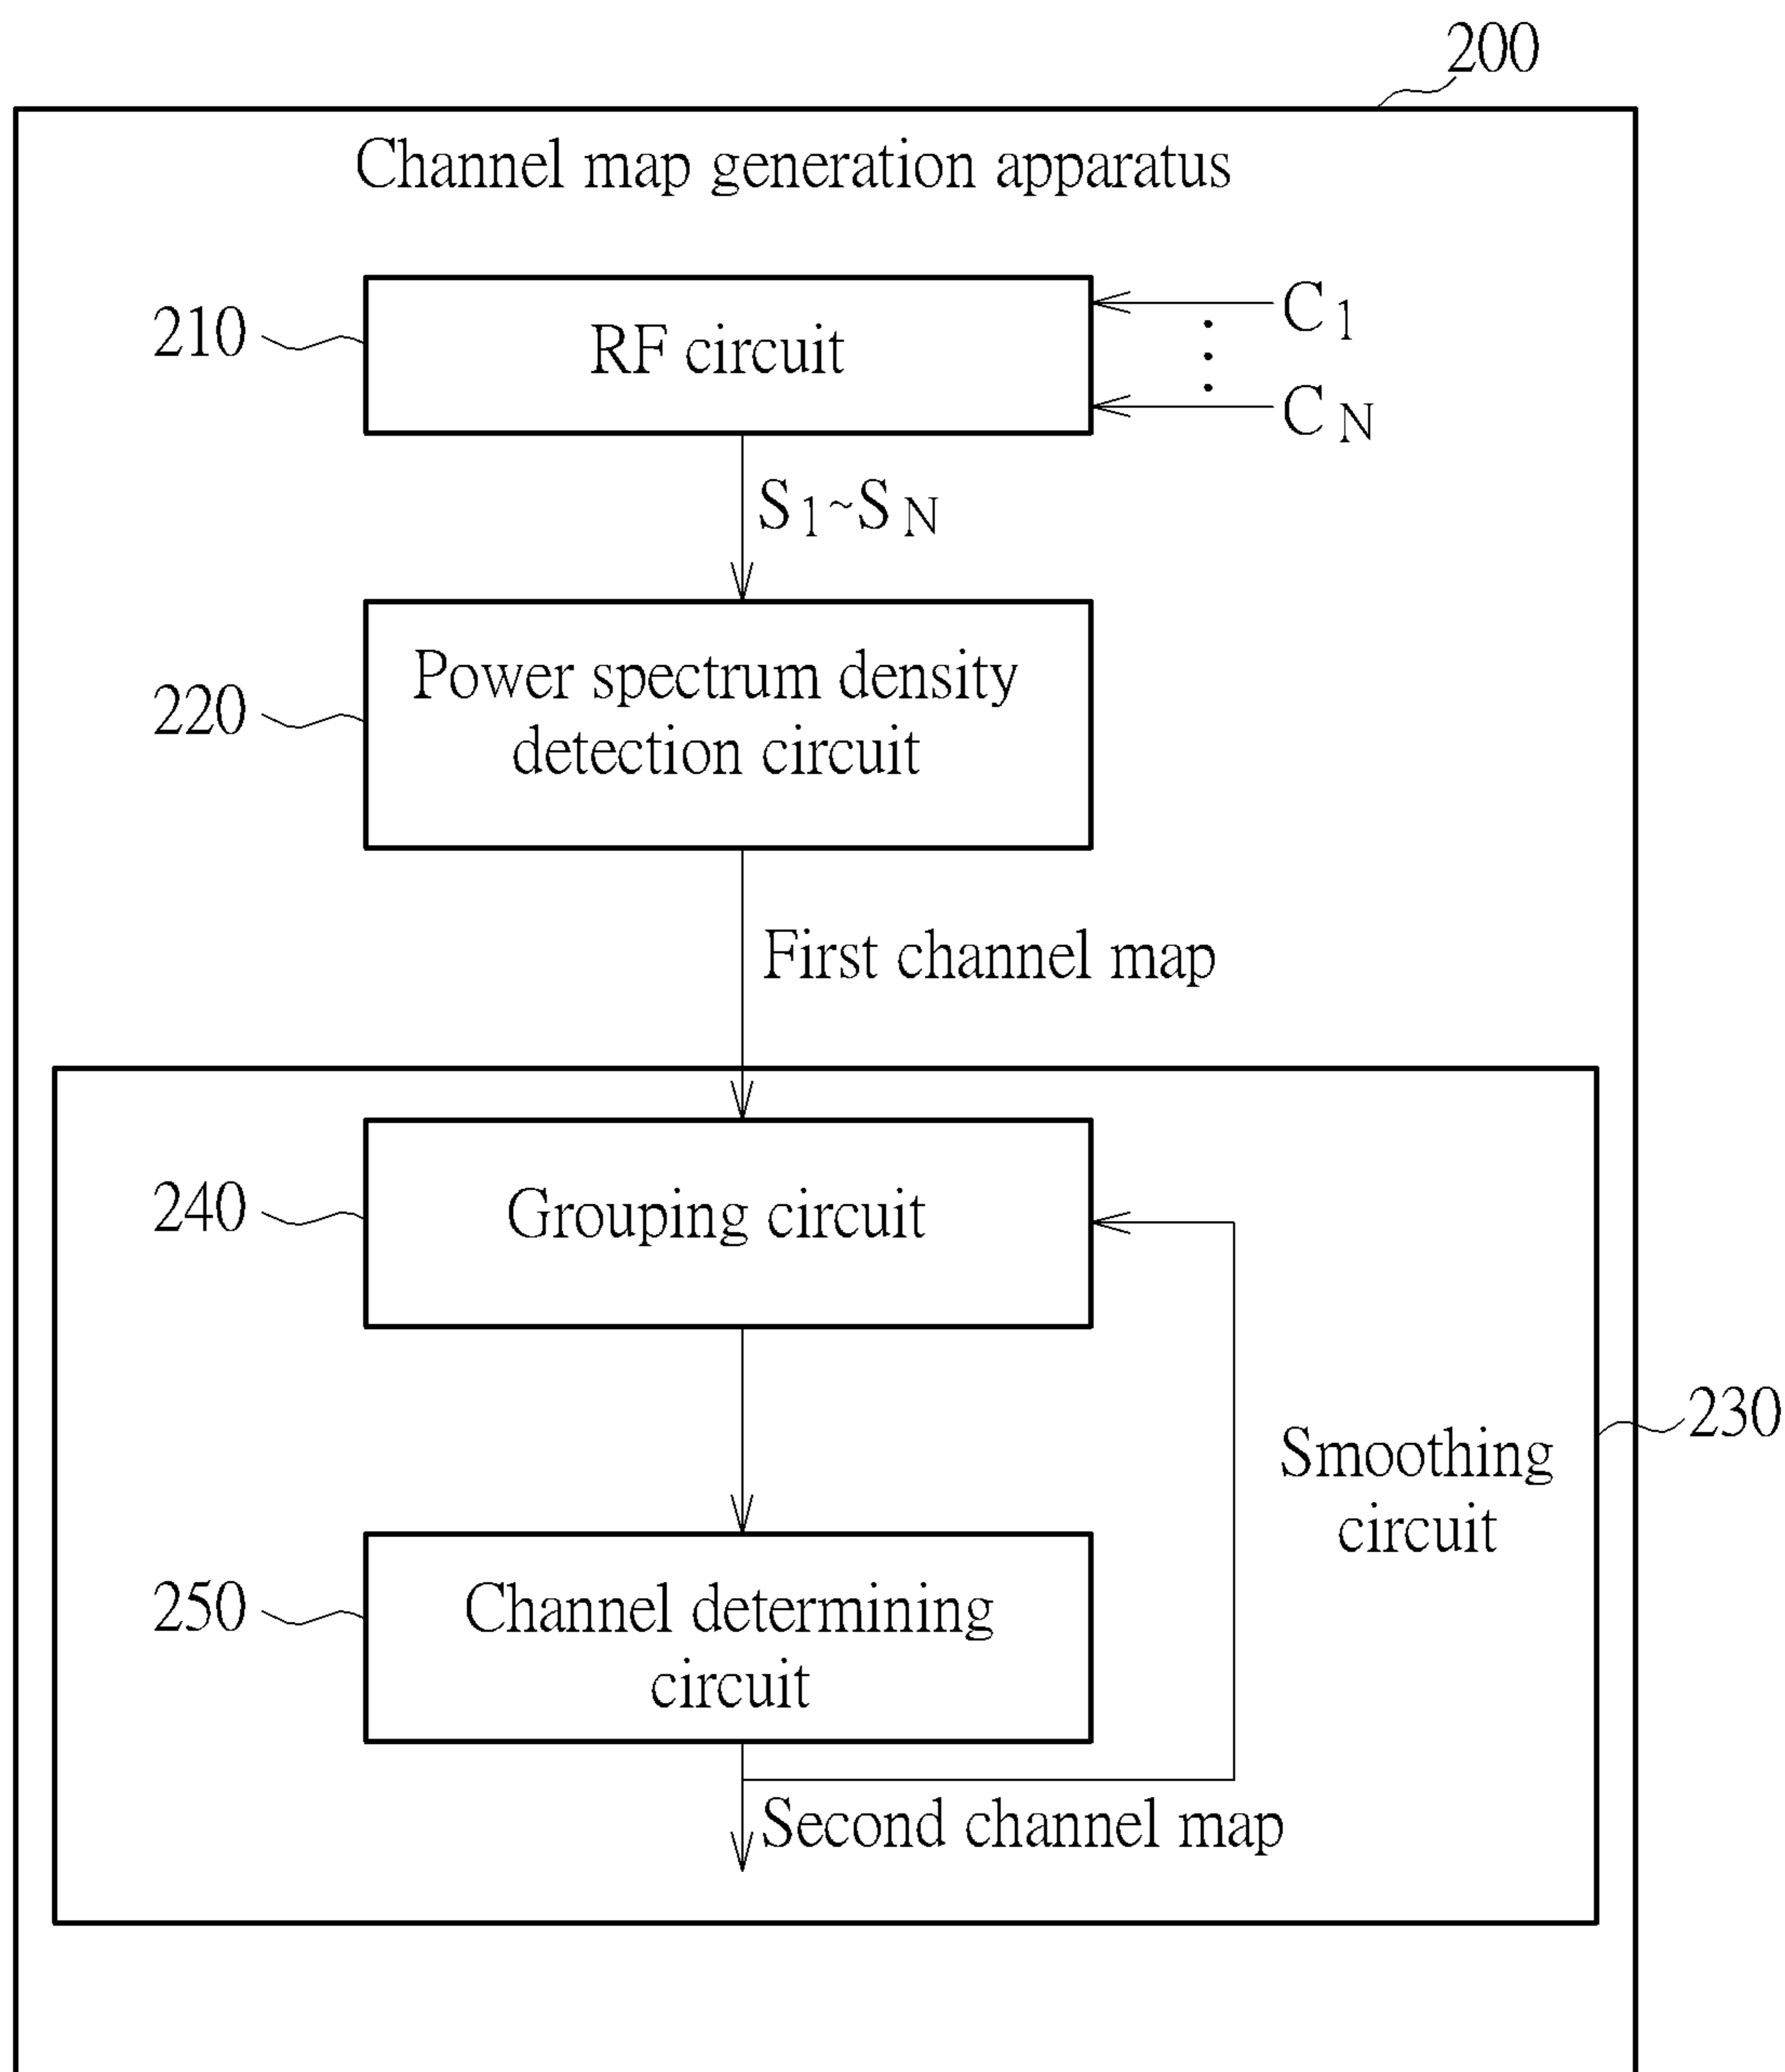 200
Channel map generation apparatus
210
RF circuit
C1
CN
S1~SN
220
Power spectrum density
detection circuit
First channel map
240
Grouping circuit
230
Smoothing
circuit
250
Channel determining
circuit
Second channel map